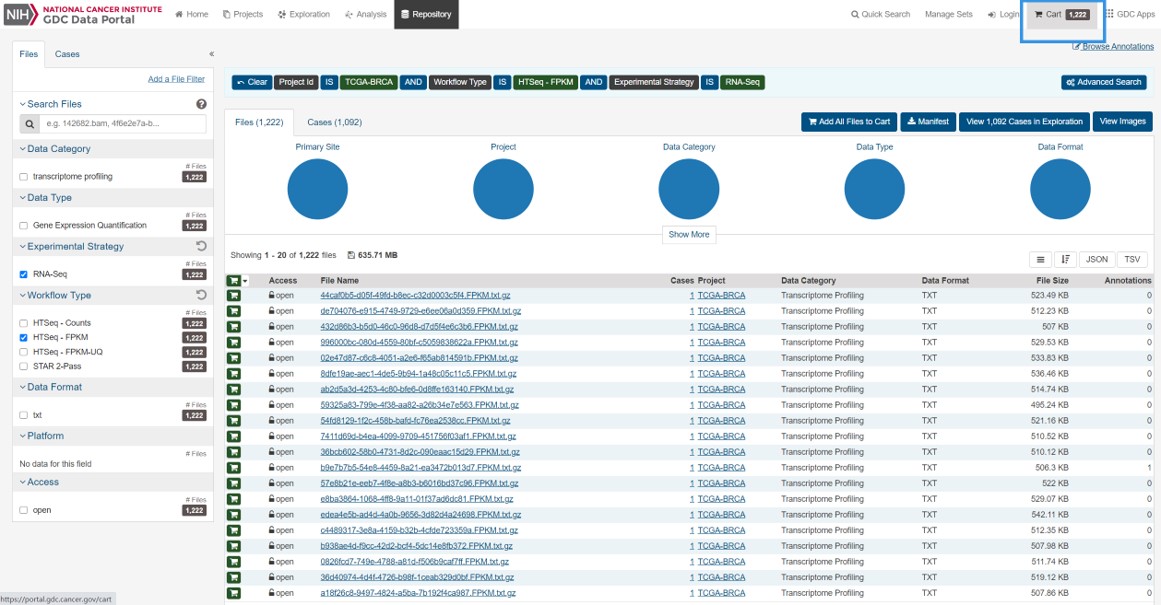 NIH NATIONAL CANCER INSTITUTE
GDC Data Portal
Home
Projects
Exploration
Analysis
Repository
Quick Search
Manage Sets
Login
Cart 1,222
GDC Apps
Browse Annotations
Files
Cases
«
Add a File Filter
Search Files
e.g. 142682.bam, 4f6e2e7a-b...
Data Category
# Files
transcriptome profiling 1,222
Data Type
# Files
Gene Expression Quantification 1,222
Experimental Strategy
# Files
RNA-Seq 1,222
Workflow Type
# Files
HTSeq - Counts 1,222
HTSeq - FPKM 1,222
HTSeq - FPKM-UQ 1,222
STAR 2-Pass 1,222
Data Format
# Files
txt 1,222
Platform
# Files
No data for this field
Access
# Files
open 1,222
Clear Project Id IS TCGA-BRCA AND Workflow Type IS HTSeq - FPKM AND Experimental Strategy IS RNA-Seq
Advanced Search
Files (1,222) Cases (1,092)
Add All Files to Cart Manifest View 1,092 Cases in Exploration View Images
Primary Site Project Data Category Data Type Data Format
Show More
Showing 1 - 20 of 1,222 files 635.71 MB
JSON TSV
Access File Name Cases Project Data Category Data Format File Size Annotations
open 44caf0b5-d05f-49fd-b8ec-c32d0003c5f4.FPKM.txt.gz 1 TCGA-BRCA Transcriptome Profiling TXT 523.49 KB 0
open de704076-e915-4749-9729-e6ee06a0d359.FPKM.txt.gz 1 TCGA-BRCA Transcriptome Profiling TXT 512.23 KB 0
open 432d86b3-b5d0-46c0-96d8-d7d5f4e6c3b6.FPKM.txt.gz 1 TCGA-BRCA Transcriptome Profiling TXT 507 KB 0
open 996000bc-080d-4559-80bf-c5059838622a.FPKM.txt.gz 1 TCGA-BRCA Transcriptome Profiling TXT 529.53 KB 0
open 02e47d87-c6c8-4051-a2e6-f65ab814591b.FPKM.txt.gz 1 TCGA-BRCA Transcriptome Profiling TXT 533.83 KB 0
open 8dfe19ae-aec1-4de5-9b94-1a48c05c11c5.FPKM.txt.gz 1 TCGA-BRCA Transcriptome Profiling TXT 536.46 KB 0
open ab2d5a3d-4253-4c80-bfe6-0d8ffe163140.FPKM.txt.gz 1 TCGA-BRCA Transcriptome Profiling TXT 514.74 KB 0
open 59325a83-799e-4f38-aa82-a26b34e7e563.FPKM.txt.gz 1 TCGA-BRCA Transcriptome Profiling TXT 495.24 KB 0
open 54fd8129-1f2c-458b-bafd-fc76ea2538cc.FPKM.txt.gz 1 TCGA-BRCA Transcriptome Profiling TXT 521.16 KB 0
open 7411d69d-b4ea-4099-9709-451756f03af1.FPKM.txt.gz 1 TCGA-BRCA Transcriptome Profiling TXT 510.52 KB 0
open 36bcb602-58b0-4731-8d2c-090eaac15d29.FPKM.txt.gz 1 TCGA-BRCA Transcriptome Profiling TXT 510.12 KB 0
open b9e7b7b5-54e8-4459-8a21-ea3472b013d7.FPKM.txt.gz 1 TCGA-BRCA Transcriptome Profiling TXT 506.3 KB 1
open 57e8b21e-eeb7-4f8e-a8b3-b6016bd37c96.FPKM.txt.gz 1 TCGA-BRCA Transcriptome Profiling TXT 522 KB 0
open e8ba3864-1068-4ff8-9a11-01f37ad6dc81.FPKM.txt.gz 1 TCGA-BRCA Transcriptome Profiling TXT 529.07 KB 0
open edea4e5b-ad4d-4a0b-9656-3d82d4a24698.FPKM.txt.gz 1 TCGA-BRCA Transcriptome Profiling TXT 542.11 KB 0
open c4489317-3e8a-4159-b32b-4cfde723359a.FPKM.txt.gz 1 TCGA-BRCA Transcriptome Profiling TXT 512.35 KB 0
open b938ae4d-f9cc-42d2-bcf4-5dc14e8fb372.FPKM.txt.gz 1 TCGA-BRCA Transcriptome Profiling TXT 507.98 KB 0
open 0826fcd7-749e-4788-a81d-f506b9caf7ff.FPKM.txt.gz 1 TCGA-BRCA Transcriptome Profiling TXT 511.74 KB 0
open 36d40974-4d4f-4726-b98f-1ceab329d0bf.FPKM.txt.gz 1 TCGA-BRCA Transcriptome Profiling TXT 519.12 KB 0
open a18f26c8-9497-4824-a5ba-7b192f4ca987.FPKM.txt.gz 1 TCGA-BRCA Transcriptome Profiling TXT 507.86 KB 0
https://portal.gdc.cancer.gov/cart